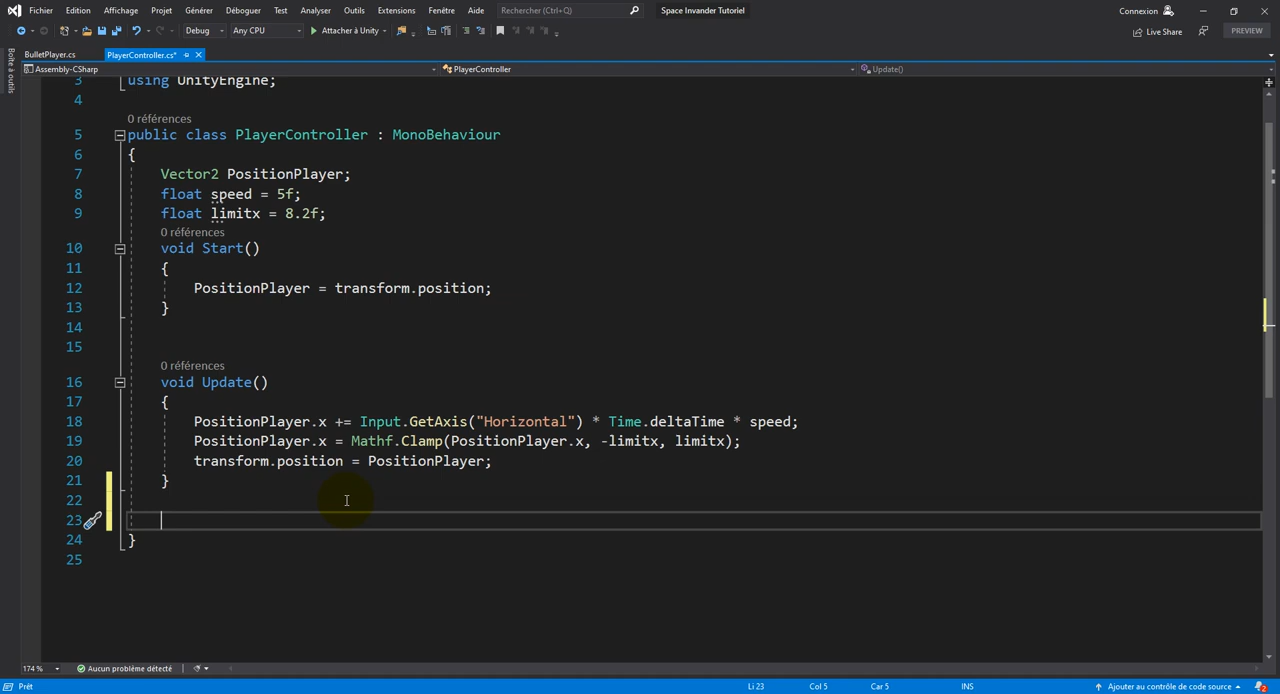 Fichier Edition Affichage Projet Générer Déboguer Test Analyser Outils Extensions Fenêtre Aide Rechercher (Ctrl+Q) Space Invander Tutoriel Connexion
Debug Any CPU Attacher à Unity Live Share PREVIEW
Boîte à outils
BulletPlayer.cs PlayerController.cs*
Assembly-CSharp PlayerController Update()
3 using UnityEngine;
4
0 références
5 public class PlayerController : MonoBehaviour
6 {
7 Vector2 PositionPlayer;
8 float speed = 5f;
9 float limitx = 8.2f;
0 références
10 void Start()
11 {
12 PositionPlayer = transform.position;
13 }
14
15
0 références
16 void Update()
17 {
18 PositionPlayer.x += Input.GetAxis("Horizontal") * Time.deltaTime * speed;
19 PositionPlayer.x = Mathf.Clamp(PositionPlayer.x, -limitx, limitx);
20 transform.position = PositionPlayer;
21 }
22
23
24 }
25
174 % Aucun problème détecté
Prêt Li 23 Col 5 Car 5 INS Ajouter au contrôle de code source 2